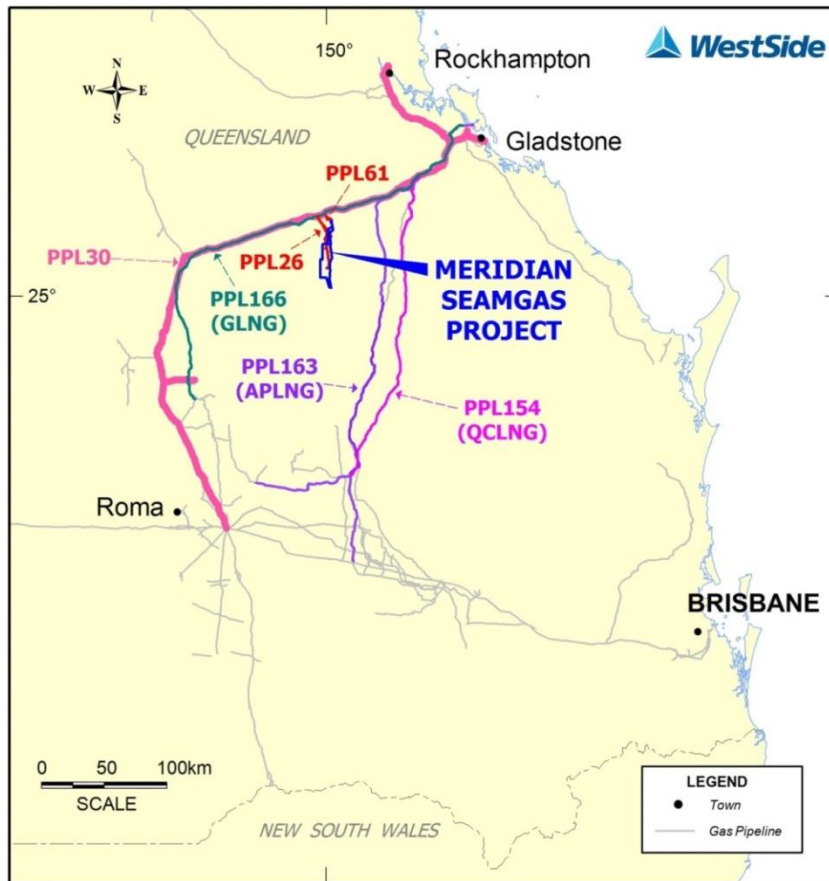 150°
WestSide
Rockhampton
N
W E
S
QUEENSLAND
Gladstone
PPL61
PPL30
PPL26
MERIDIAN
SEAMGAS
PROJECT
25°
PPL166
(GLNG)
PPL163
(APLNG)
PPL154
(QCLNG)
Roma
BRISBANE
0 50 100km
SCALE
LEGEND
Town
Gas Pipeline
NEW SOUTH WALES